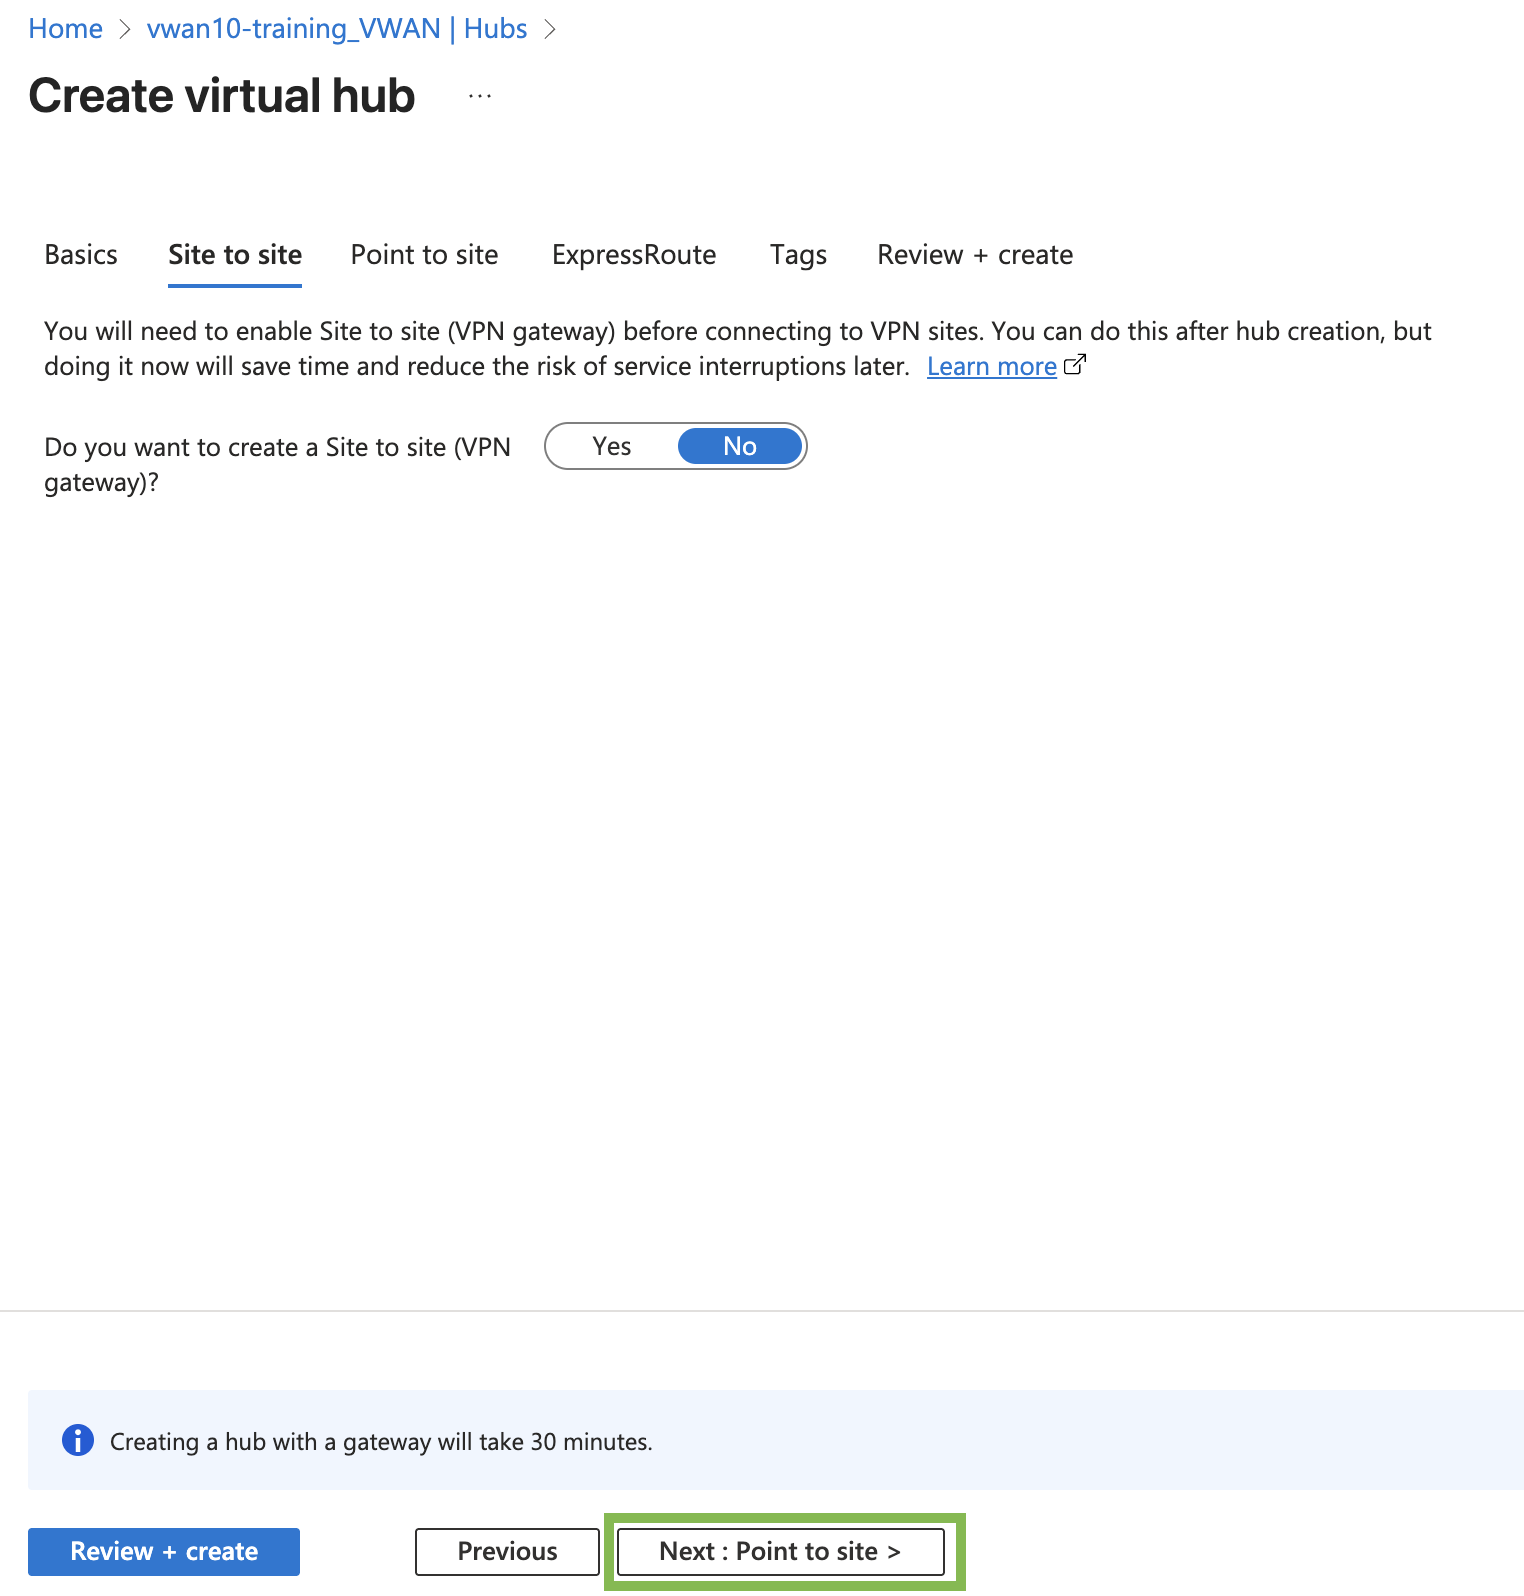 Home > vwan10-training_VWAN | Hubs >
Create virtual hub ...
Basics Site to site Point to site ExpressRoute Tags Review + create
You will need to enable Site to site (VPN gateway) before connecting to VPN sites. You can do this after hub creation, but
doing it now will save time and reduce the risk of service interruptions later. Learn more
Do you want to create a Site to site (VPN
gateway)?
Yes No
Creating a hub with a gateway will take 30 minutes.
Review + create Previous Next : Point to site >